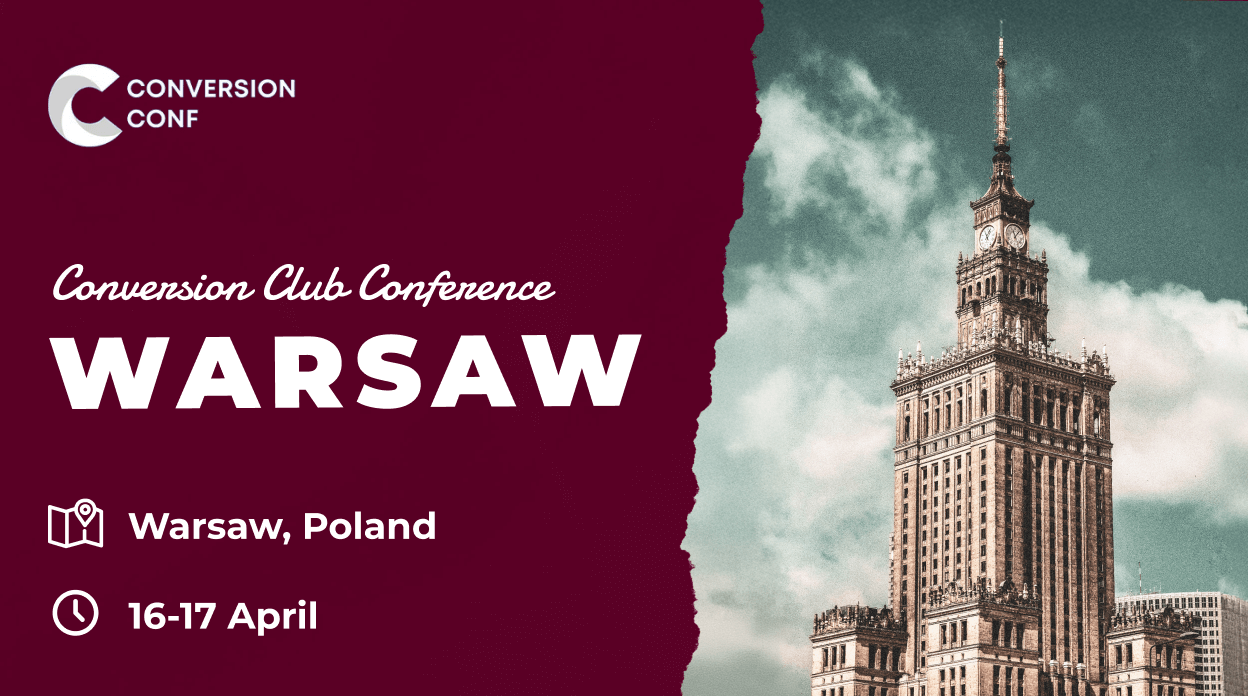 CONVERSION
CONF
Conversion Club Conference
WARSAW
Warsaw, Poland
16-17 April